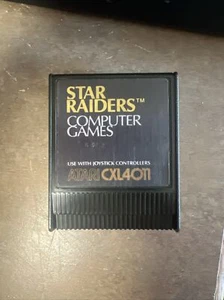 STAR
RAIDERS™
COMPUTER
GAMES
USE WITH JOYSTICK CONTROLLERS
ATARI CXL4011